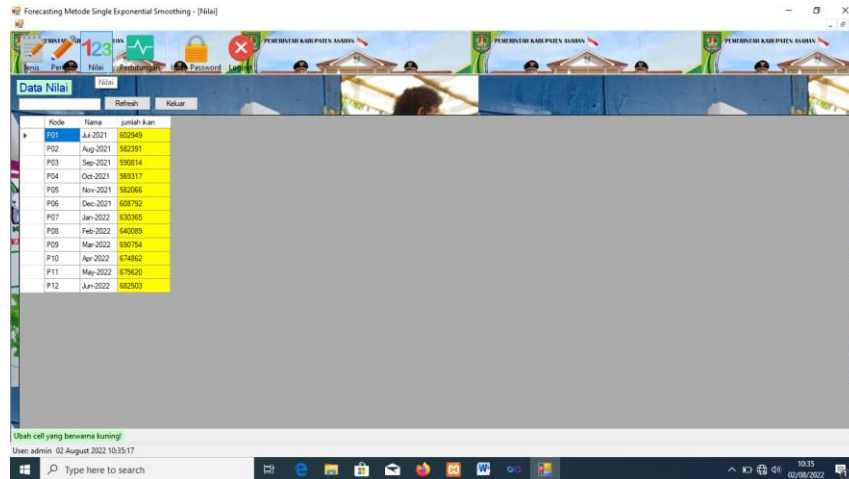 Forecasting Metode Single Exponential Smoothing - [Nilai]
PEMERINTAH KABUPATEN ASAHAN PEMERINTAH KABUPATEN ASAHAN PEMERINTAH KABUPATEN ASAHAN
Jenis Nilai Perhitungan Password Logout
Nilai
Data Nilai
Refresh Keluar
Kode Nama jumlah ikan
P01 Jul-2021 602949
P02 Aug-2021 582391
P03 Sep-2021 590814
P04 Oct-2021 569317
P05 Nov-2021 582066
P06 Dec-2021 608792
P07 Jan-2022 630365
P08 Feb-2022 640089
P09 Mar-2022 690754
P10 Apr-2022 674862
P11 May-2022 675620
P12 Jun-2022 682503
Ubah cell yang berwarna kuning!
User: admin 02 August 2022 10:35:17
Type here to search
10:35
02/08/2022